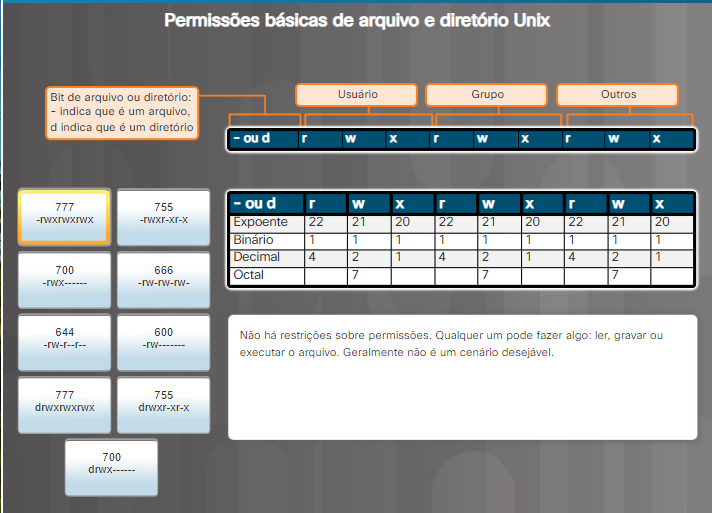 Permissões básicas de arquivo e diretório Unix
Bit de arquivo ou diretório:
- indica que é um arquivo,
d indica que é um diretório
Usuário Grupo Outros
- ou d r w x r w x r w x
777
-rwxrwxrwx
755
-rwxr-xr-x
700
-rwx------
666
-rw-rw-rw-
644
-rw-r--r--
600
-rw-------
777
drwxrwxrwx
755
drwxr-xr-x
700
drwx------
- ou d r w x r w x r w x
Expoente 22 21 20 22 21 20 22 21 20
Binário 1 1 1 1 1 1 1 1 1
Decimal 4 2 1 4 2 1 4 2 1
Octal 7 7 7
Não há restrições sobre permissões. Qualquer um pode fazer algo: ler, gravar ou
executar o arquivo. Geralmente não é um cenário desejável.